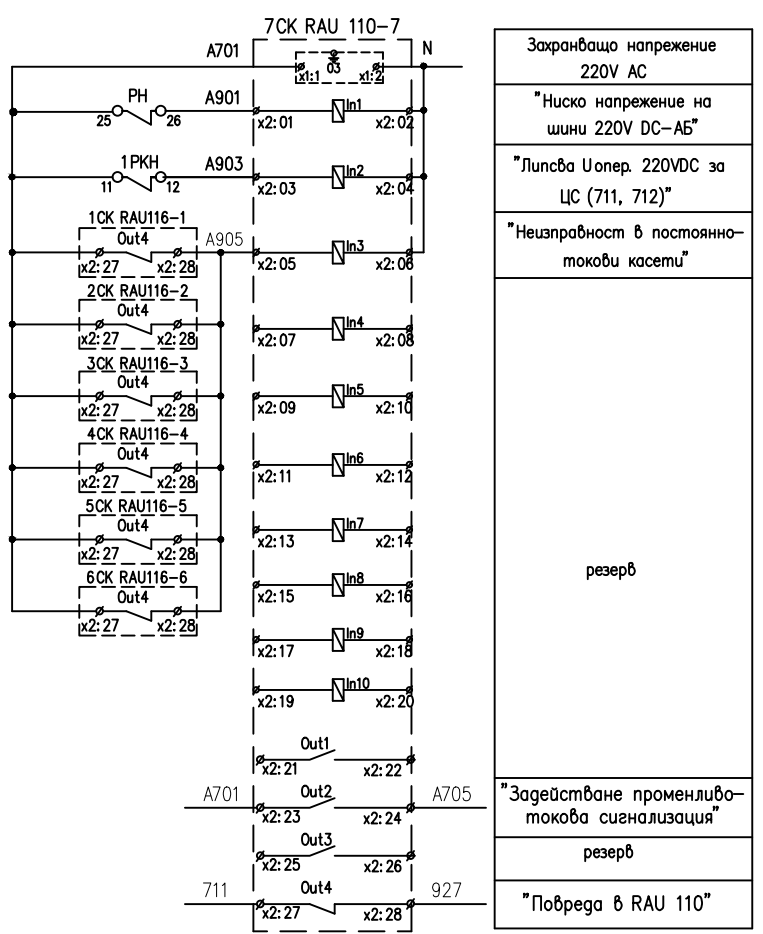 7CK RAU 110-7
A701
N
x1:1
03
x1:2
Захранващо напрежение
220V AC
PH
25
26
A901
x2:01
In1
x2:02
"Ниско напрежение на
шини 220V DC-АБ"
1PKH
11
12
A903
x2:03
In2
x2:04
"Липсва Uопер. 220VDC за
ЦС (711, 712)"
1CK RAU116-1
Out4
x2:27
x2:28
A905
x2:05
In3
x2:06
"Неизправност в постоянно-
токови касети"
2CK RAU116-2
Out4
x2:27
x2:28
In4
x2:07
x2:08
3CK RAU116-3
Out4
x2:27
x2:28
In5
x2:09
x2:10
4CK RAU116-4
Out4
x2:27
x2:28
In6
x2:11
x2:12
5CK RAU116-5
Out4
x2:27
x2:28
In7
x2:13
x2:14
6CK RAU116-6
Out4
x2:27
x2:28
In8
x2:15
x2:16
резерв
In9
x2:17
x2:18
In10
x2:19
x2:20
Out1
x2:21
x2:22
A701
Out2
x2:23
x2:24
A705
"Задействане променливо-
токова сигнализация"
Out3
x2:25
x2:26
резерв
711
Out4
x2:27
x2:28
927
"Повреда в RAU 110"